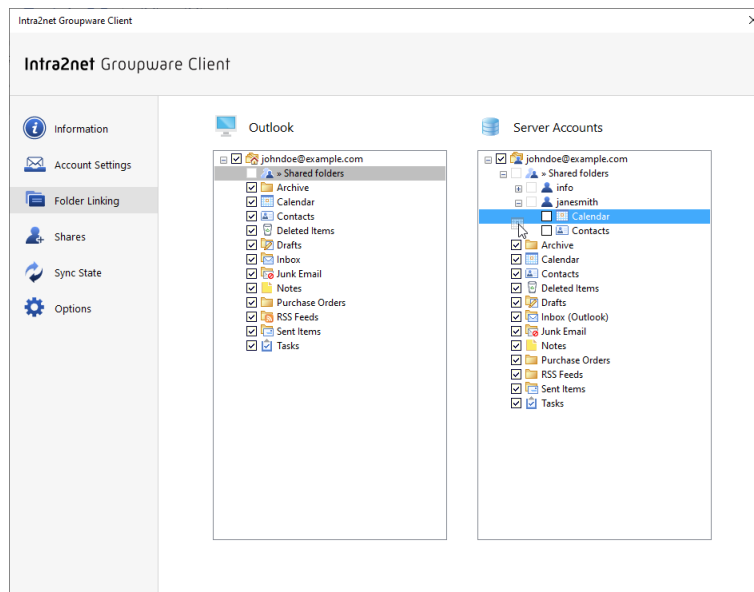 Intra2net Groupware Client
Intra2net Groupware Client
Information
Account Settings
Folder Linking
Shares
Sync State
Options
Outlook
johndoe@example.com
» Shared folders
Archive
Calendar
Contacts
Deleted Items
Drafts
Inbox
Junk Email
Notes
Purchase Orders
RSS Feeds
Sent Items
Tasks
Server Accounts
johndoe@example.com
» Shared folders
info
janesmith
Calendar
Contacts
Archive
Calendar
Contacts
Deleted Items
Drafts
Inbox (Outlook)
Junk Email
Notes
Purchase Orders
RSS Feeds
Sent Items
Tasks